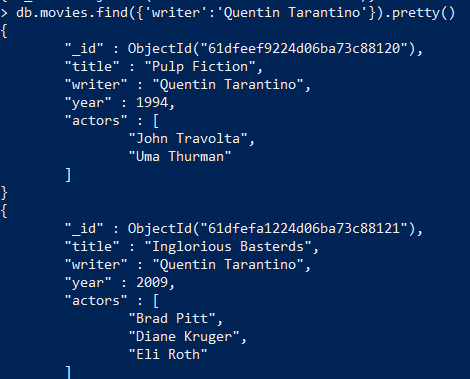 > db.movies.find({'writer':'Quentin Tarantino'}).pretty()
{
        "_id" : ObjectId("61dfeef9224d06ba73c88120"),
        "title" : "Pulp Fiction",
        "writer" : "Quentin Tarantino",
        "year" : 1994,
        "actors" : [
                "John Travolta",
                "Uma Thurman"
        ]
}
{
        "_id" : ObjectId("61dfefa1224d06ba73c88121"),
        "title" : "Inglorious Basterds",
        "writer" : "Quentin Tarantino",
        "year" : 2009,
        "actors" : [
                "Brad Pitt",
                "Diane Kruger",
                "Eli Roth"
        ]